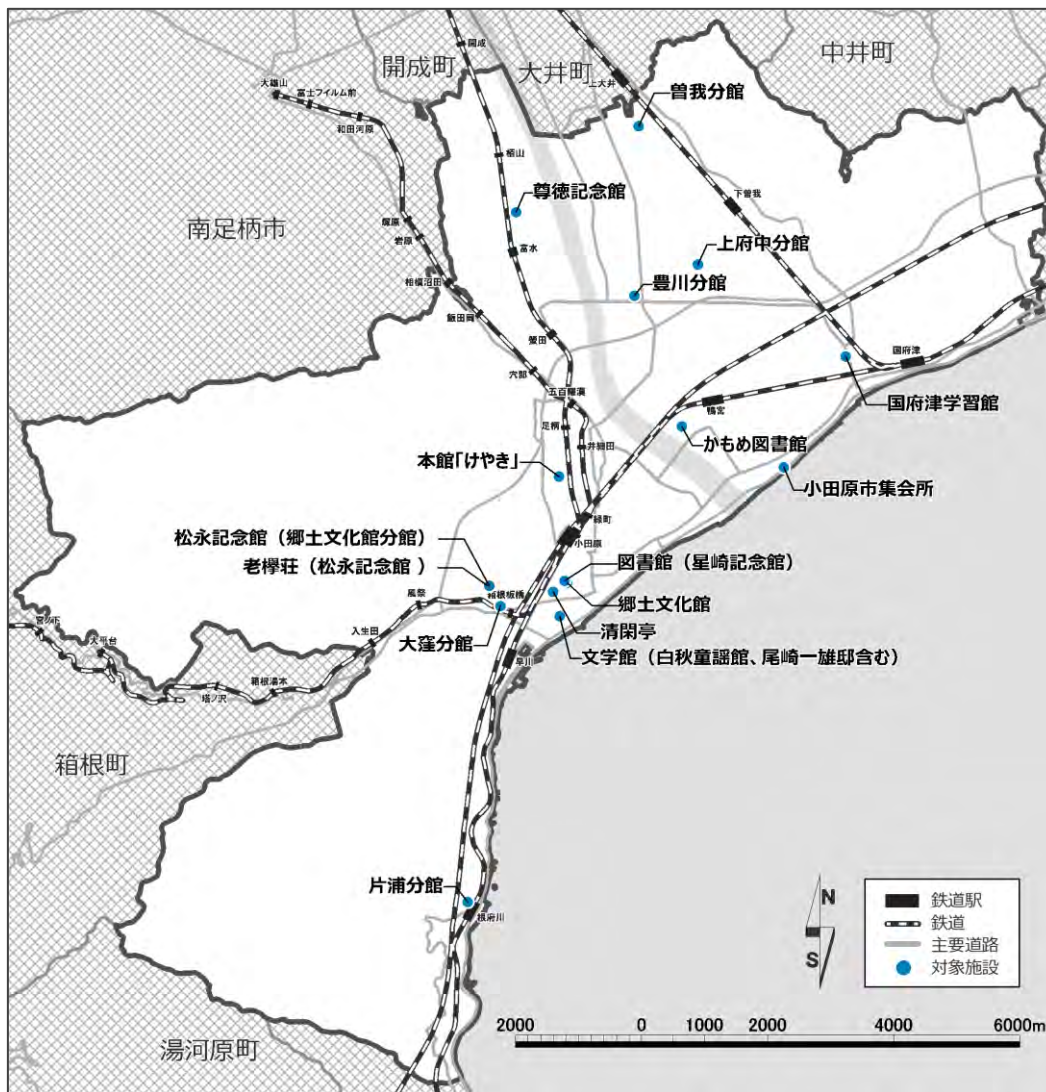 中井町
開成町
大井町
開成
上大井
大雄山
富士フイルム前
和田河原
曽我分館
栢山
尊徳記念館
下曽我
南足柄市
塚原
岩原
富水
上府中分館
相模沼田
豊川分館
飯田岡
螢田
国府津
穴部
国府津学習館
五百羅漢
鴨宮
足柄
井細田
かもめ図書館
本館「けやき」
小田原市集会所
緑町
小田原
松永記念館（郷土文化館分館）
老欅荘（松永記念館 ）
図書館（星崎記念館）
箱根板橋
風祭
郷土文化館
清閑亭
大窪分館
文学館（白秋童謡館、尾崎一雄邸含む）
宮ノ下
入生田
大平台
早川
箱根湯本
塔ノ沢
箱根町
片浦分館
根府川
N
S
鉄道駅
鉄道
主要道路
対象施設
湯河原町
2000 0 1000 2000 4000 6000m